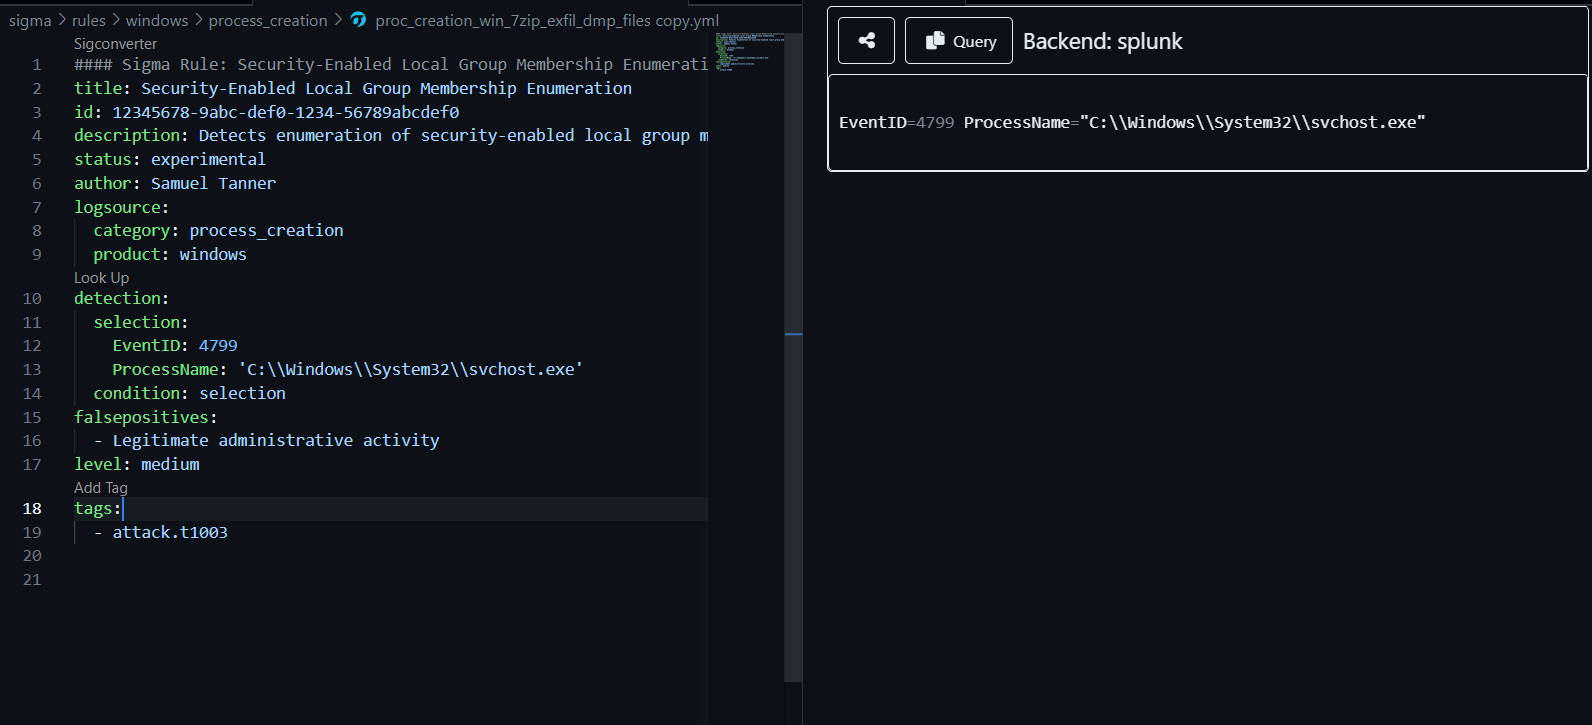 sigma > rules > windows > process_creation > proc_creation_win_7zip_exfil_dmp_files copy.yml
Sigconverter
1 #### Sigma Rule: Security-Enabled Local Group Membership Enumerati
2 title: Security-Enabled Local Group Membership Enumeration
3 id: 12345678-9abc-def0-1234-56789abcdef0
4 description: Detects enumeration of security-enabled local group m
5 status: experimental
6 author: Samuel Tanner
7 logsource:
8 category: process_creation
9 product: windows
Look Up
10 detection:
11 selection:
12 EventID: 4799
13 ProcessName: 'C:\\Windows\\System32\\svchost.exe'
14 condition: selection
15 falsepositives:
16 - Legitimate administrative activity
17 level: medium
Add Tag
18 tags:
19 - attack.t1003
20
21
Query Backend: splunk
EventID=4799 ProcessName="C:\\Windows\\System32\\svchost.exe"